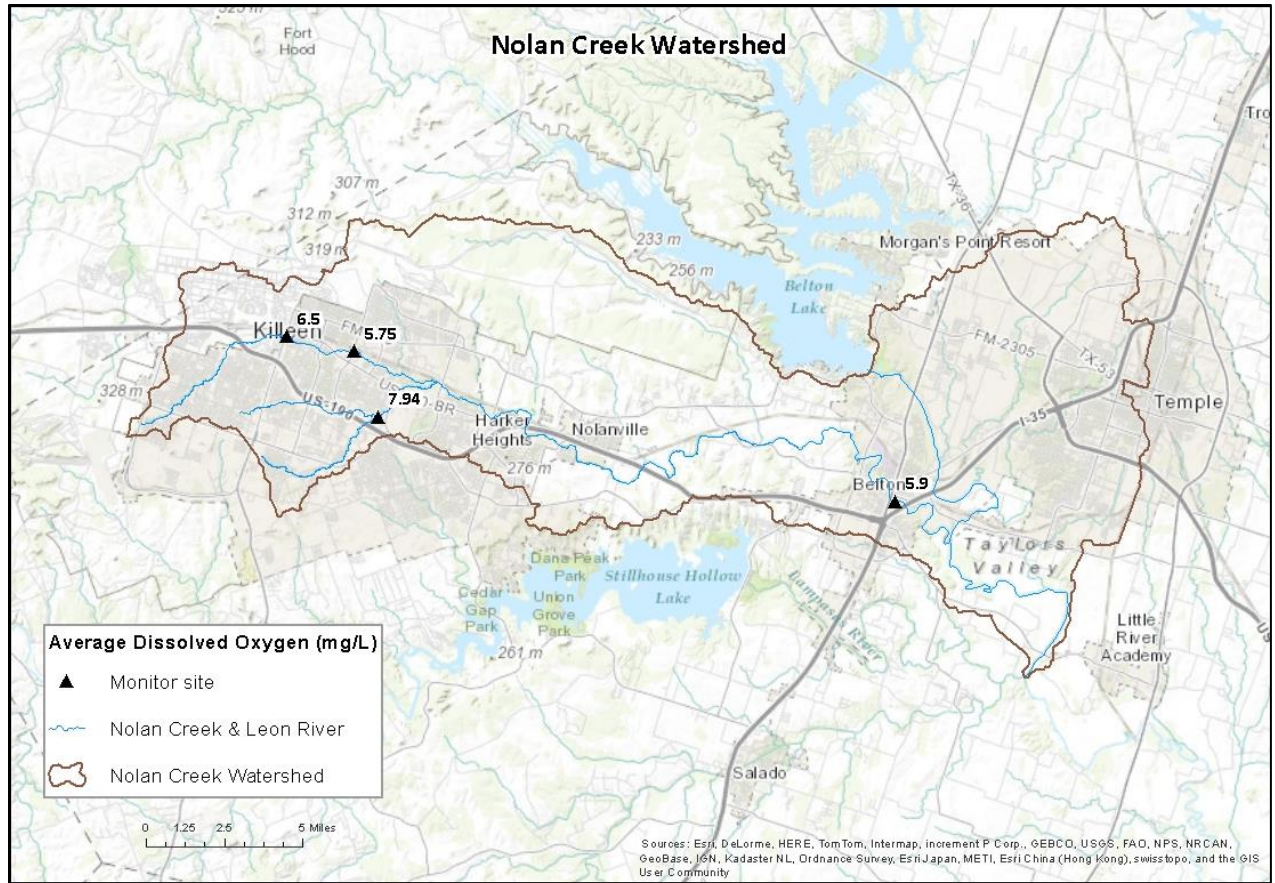 Nolan Creek Watershed
Fort
Hood
307 m
312 m
319 m
233 m
256 m
TX-36
Morgan's Point Resort
Belton
Lake
Killeen
6.5
5.75
FM-
7.94
328 m
US-190
Harker
Heights
Nolanville
276 m
FM-2305
TX-53
I-35
Temple
Belton
5.9
Taylors
Valley
Dana Peak
Park
Stillhouse Hollow
Lake
Cedar
Gap
Park
Union
Grove
Park
261 m
Lampasas River
Little
River
Academy
Salado
Average Dissolved Oxygen (mg/L)
Monitor site
Nolan Creek & Leon River
Nolan Creek Watershed
0 1.25 2.5 5 Miles
Sources: Esri, DeLorme, HERE, TomTom, Intermap, increment P Corp., GEBCO, USGS, FAO, NPS, NRCAN,
GeoBase, IGN, Kadaster NL, Ordnance Survey, Esri Japan, METI, Esri China (Hong Kong), swisstopo, and the GIS
User Community